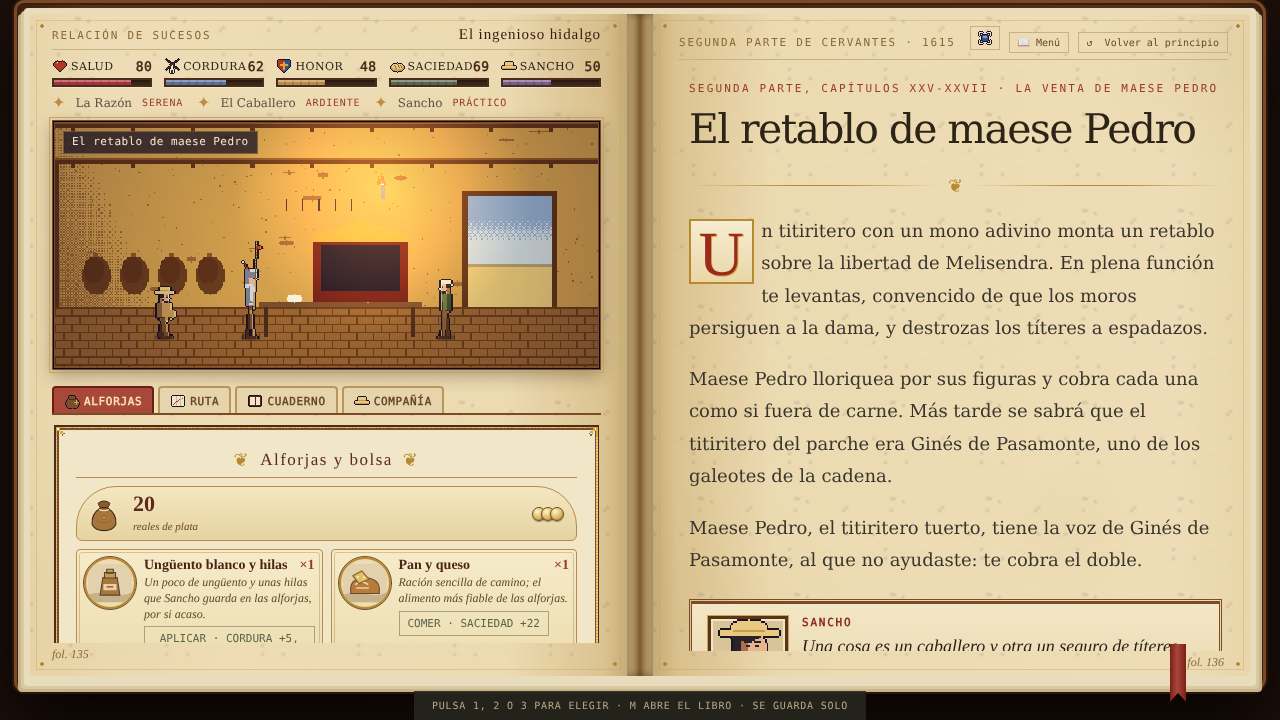 RELACIÓN DE SUCESOS
El ingenioso hidalgo
SALUD 80
CORDURA 62
HONOR 48
SACIEDAD 69
SANCHO 50
La Razón SERENA
El Caballero ARDIENTE
Sancho PRÁCTICO
El retablo de maese Pedro
ALFORJAS
RUTA
CUADERNO
COMPAÑÍA
Alforjas y bolsa
20
reales de plata
Ungüento blanco y hilas ×1
Un poco de ungüento y unas hilas
que Sancho guarda en las alforjas,
por si acaso.
APLICAR · CORDURA +5,
Pan y queso ×1
Ración sencilla de camino; el
alimento más fiable de las alforjas.
COMER · SACIEDAD +22
fol. 135
SEGUNDA PARTE DE CERVANTES · 1615
Menú
↺ Volver al principio
SEGUNDA PARTE, CAPÍTULOS XXV-XXVII · LA VENTA DE MAESE PEDRO
El retablo de maese Pedro
Un titiritero con un mono adivino monta un retablo
sobre la libertad de Melisendra. En plena función
te levantas, convencido de que los moros
persiguen a la dama, y destrozas los títeres a espadazos.
Maese Pedro lloriquea por sus figuras y cobra cada una
como si fuera de carne. Más tarde se sabrá que el
titiritero del parche era Ginés de Pasamonte, uno de los
galeotes de la cadena.
Maese Pedro, el titiritero tuerto, tiene la voz de Ginés de
Pasamonte, al que no ayudaste: te cobra el doble.
SANCHO
Una cosa es un caballero y otra un seguro de títeres
fol. 136
PULSA 1, 2 O 3 PARA ELEGIR · M ABRE EL LIBRO · SE GUARDA SOLO